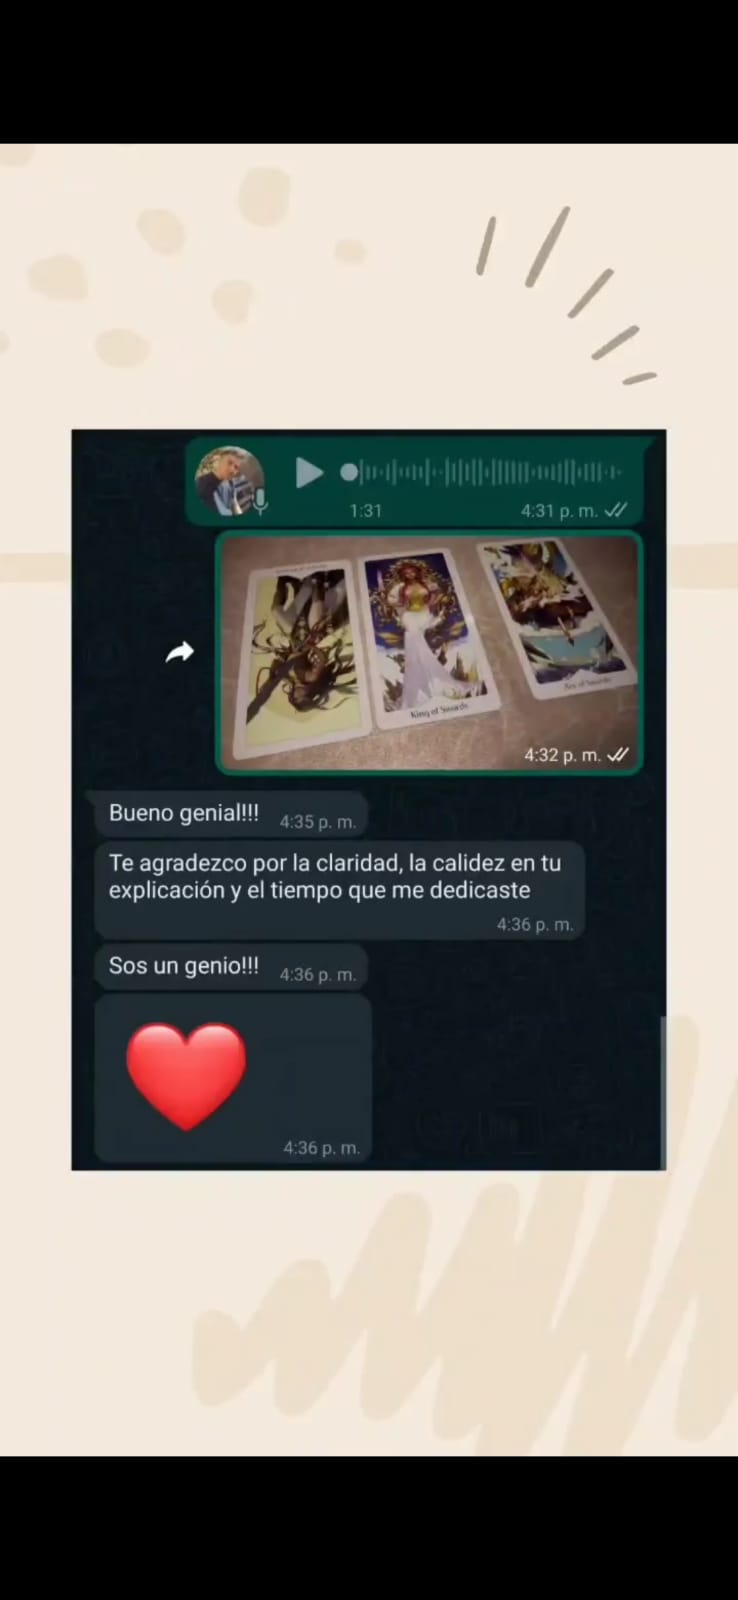 1:31
4:31 p. m.
King of Swords
Ace of Swords
4:32 p. m.
Bueno genial!!!
4:35 p. m.
Te agradezco por la claridad, la calidez en tu
explicación y el tiempo que me dedicaste
4:36 p. m.
Sos un genio!!!
4:36 p. m.
4:36 p. m.